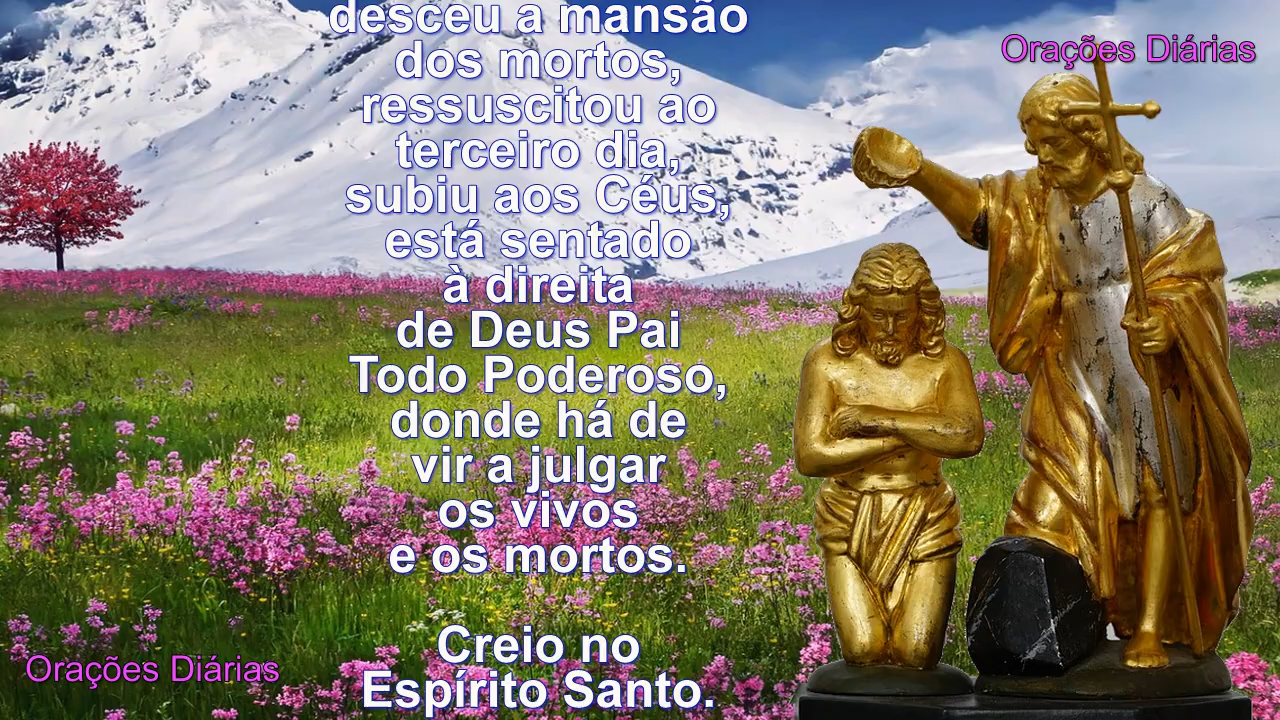 desceu a mansão
dos mortos,
ressuscitou ao
terceiro dia,
subiu aos Céus,
está sentado
à direita
de Deus Pai
Todo Poderoso,
donde há de
vir a julgar
os vivos
e os mortos.
Creio no
Espírito Santo.
Orações Diárias
Orações Diárias